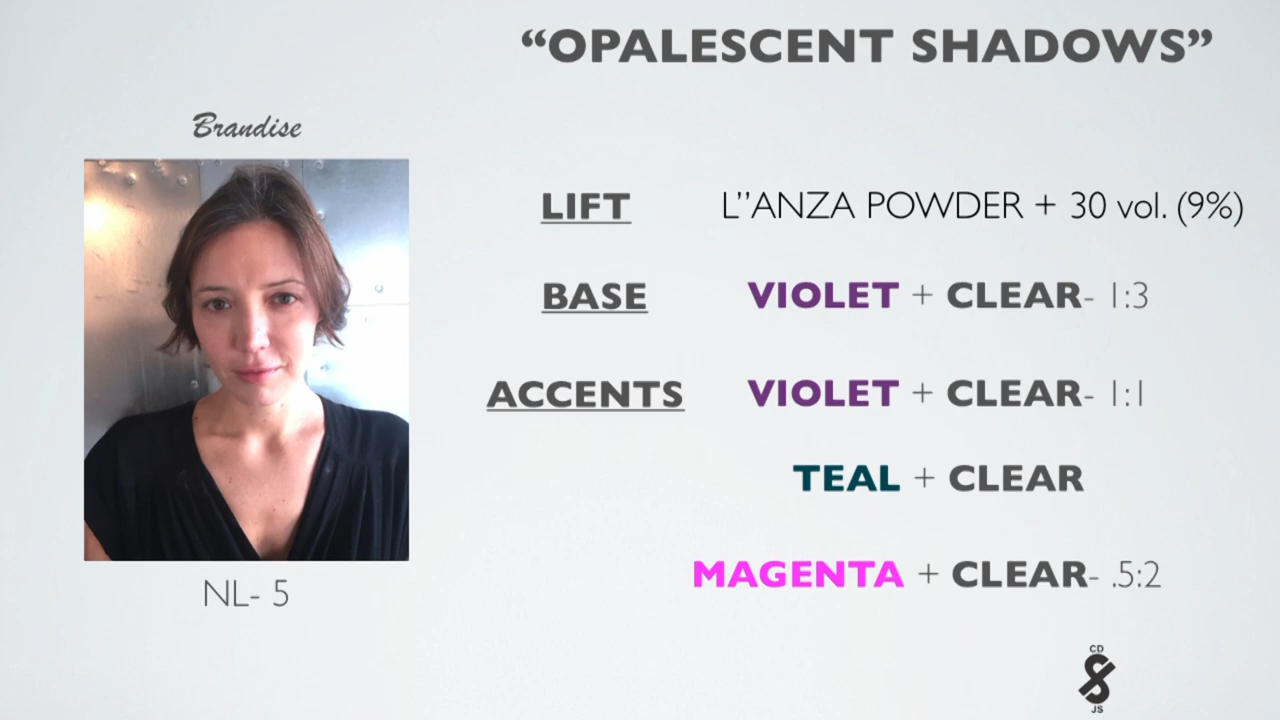 “OPALESCENT SHADOWS”
Brandise
LIFT L”ANZA POWDER + 30 vol. (9%)
BASE VIOLET + CLEAR- 1:3
ACCENTS VIOLET + CLEAR- 1:1
TEAL + CLEAR
MAGENTA + CLEAR- .5:2
NL- 5
CD
JS